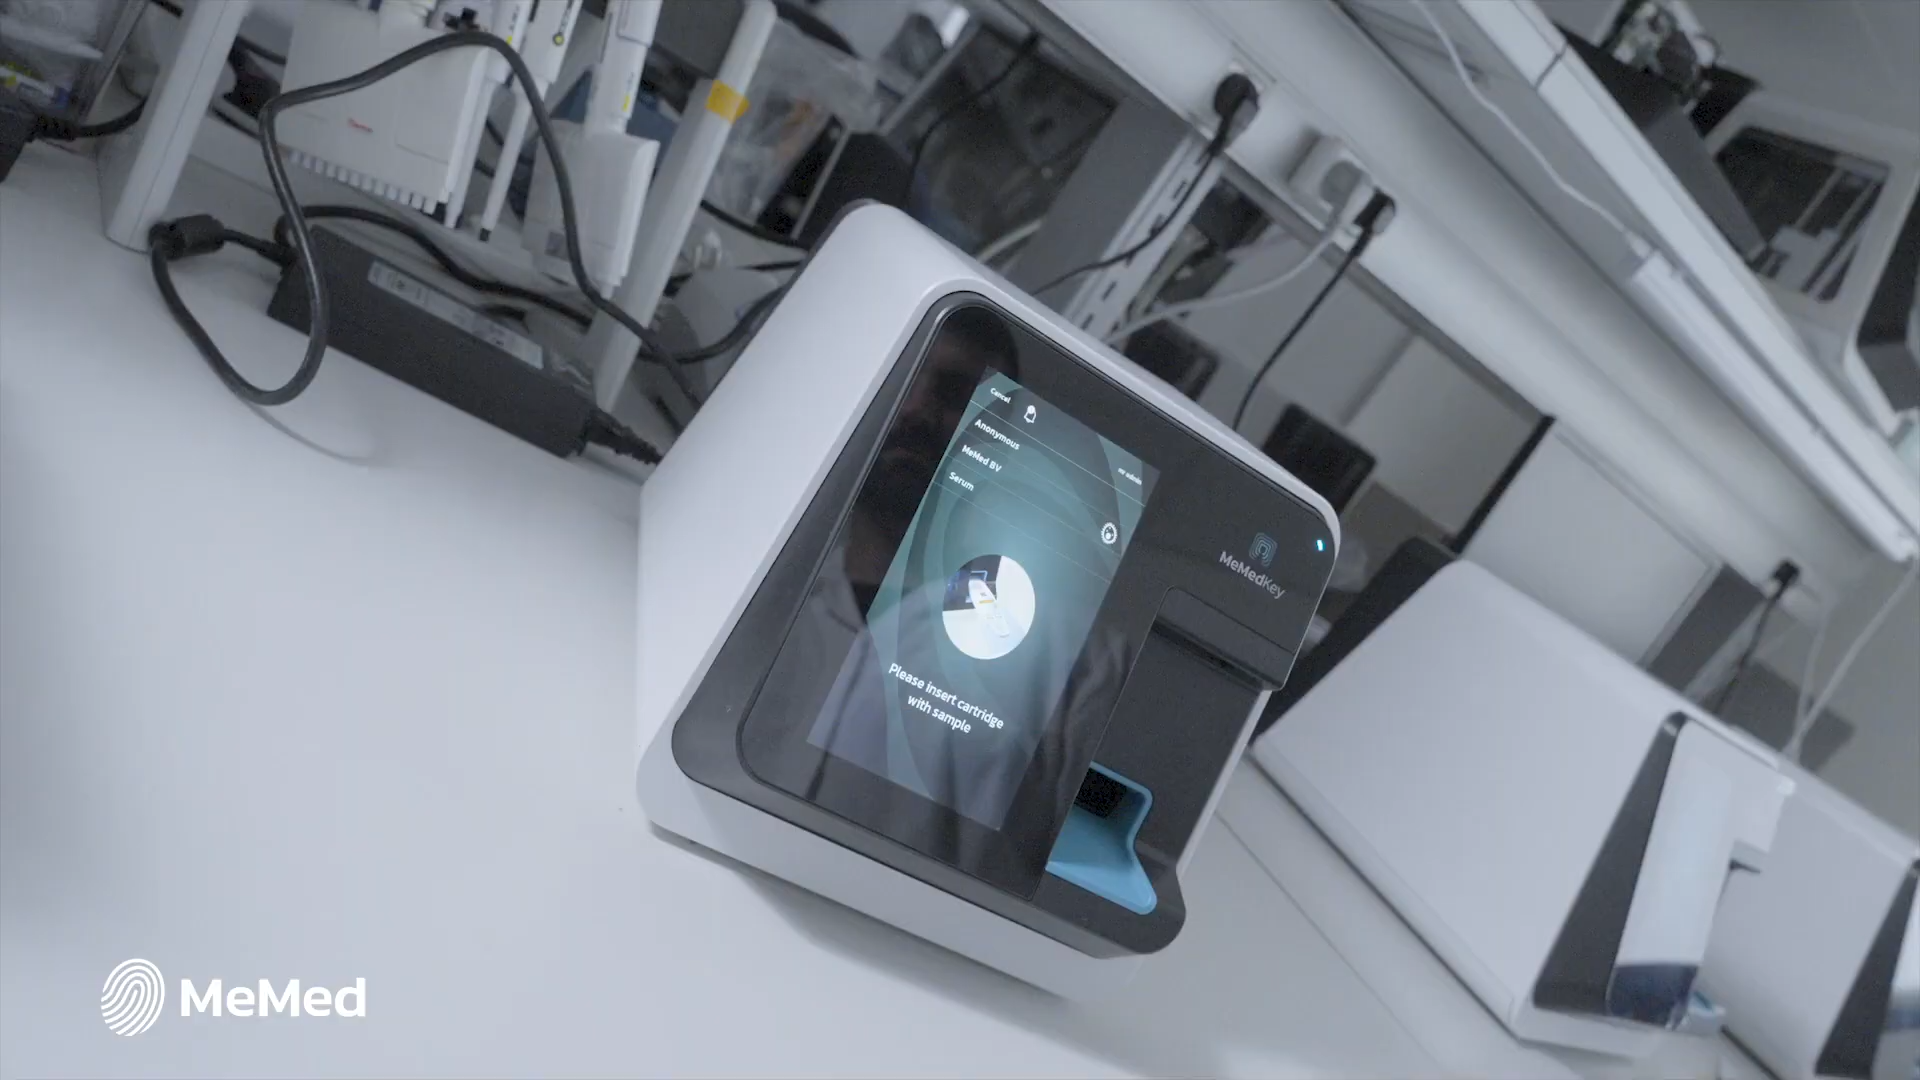 Cancel
Anonymous
MeMed BV
Serum
Please insert cartridge
with sample
MeMedKey
MeMed